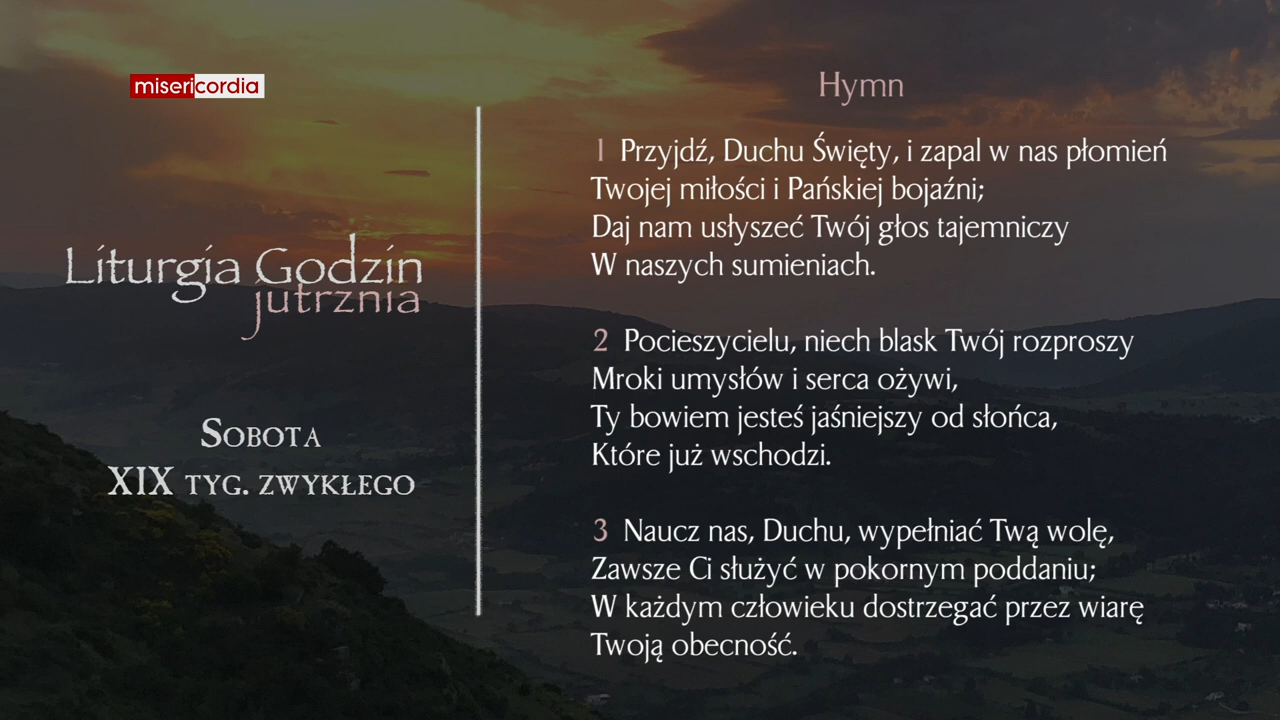 misericordia
Liturgia Godzin
jutrznia
Sobota
XIX tyg. zwykłego
Hymn
1 Przyjdź, Duchu Święty, i zapal w nas płomień
Twojej miłości i Pańskiej bojaźni;
Daj nam usłyszeć Twój głos tajemniczy
W naszych sumieniach.
2 Pocieszycielu, niech blask Twój rozproszy
Mroki umysłów i serca ożywi,
Ty bowiem jesteś jaśniejszy od słońca,
Które już wschodzi.
3 Naucz nas, Duchu, wypełniać Twą wolę,
Zawsze Ci służyć w pokornym poddaniu;
W każdym człowieku dostrzegać przez wiarę
Twoją obecność.